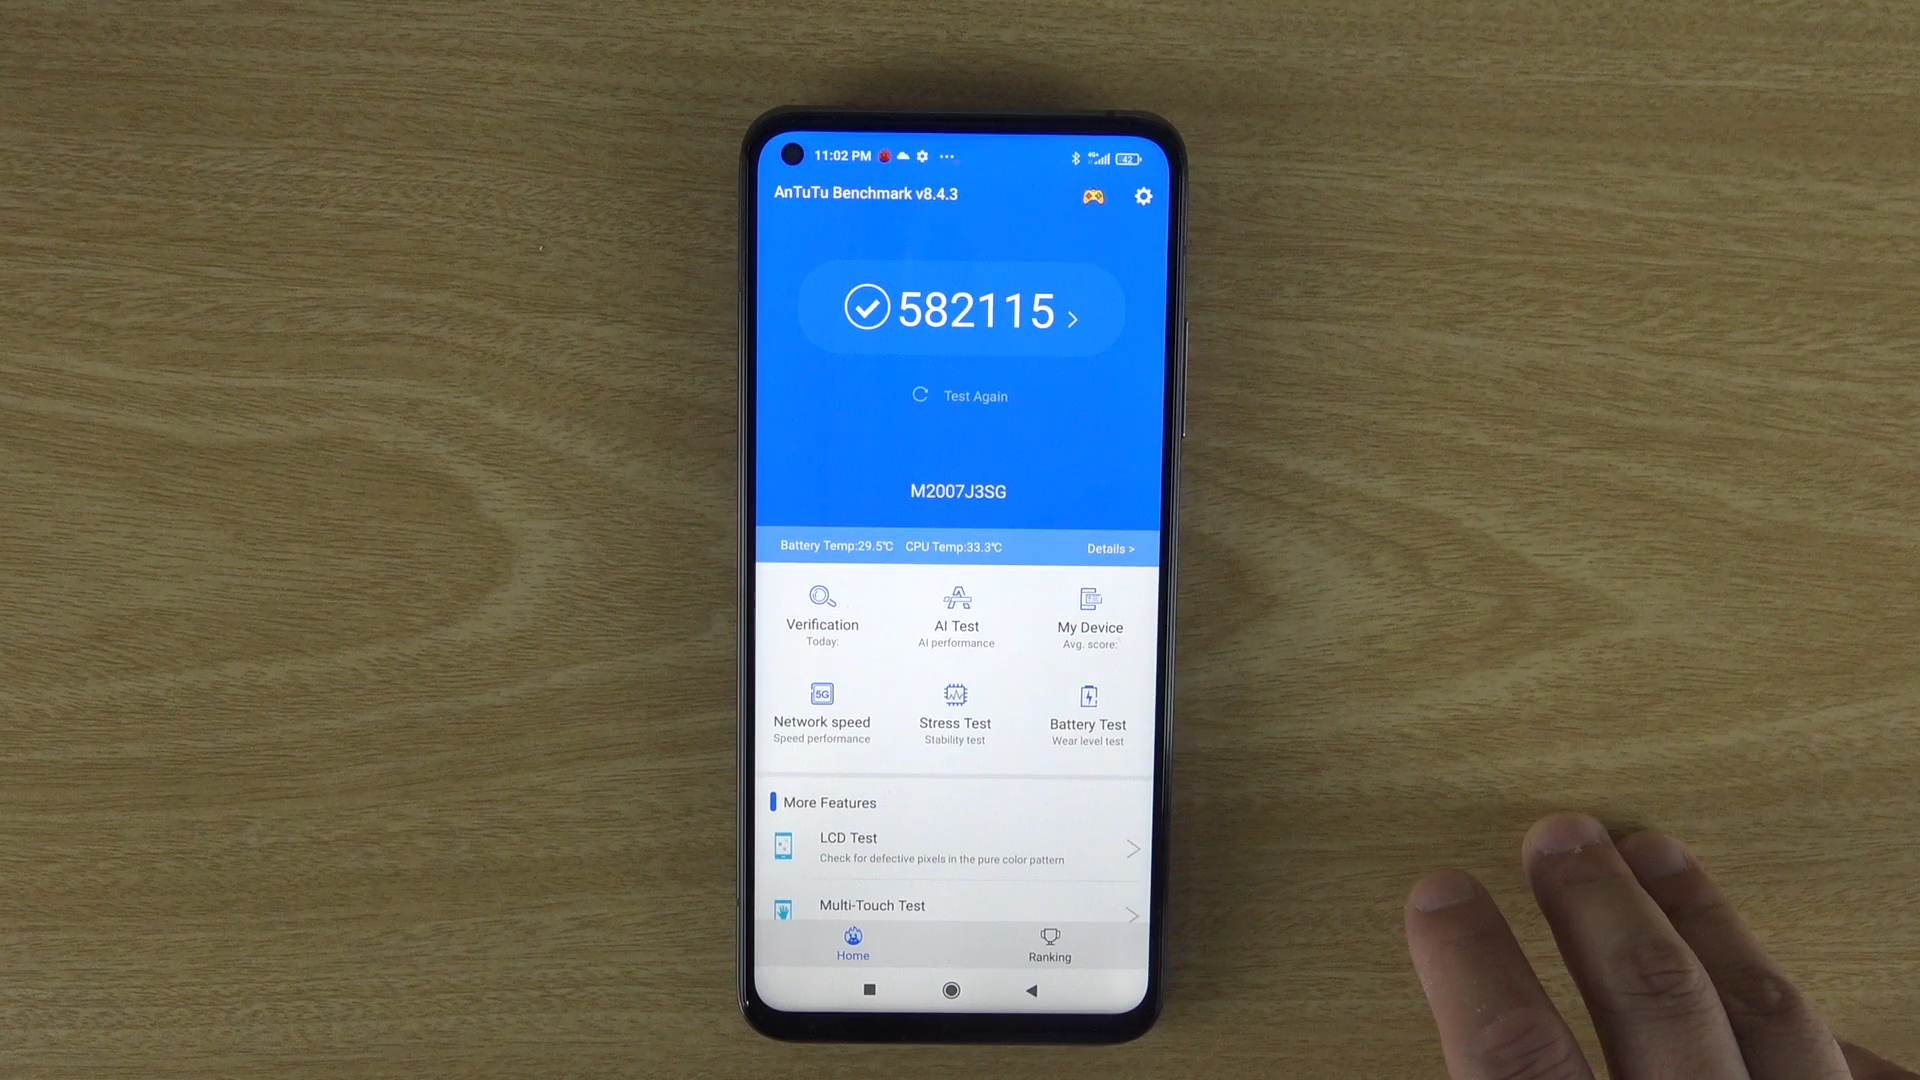 11:02 PM
4G+
42
AnTuTu Benchmark v8.4.3
582115
Test Again
M2007J3SG
Battery Temp:29.5℃ CPU Temp:33.3℃ Details >
Verification AI Test My Device
Today: AI performance Avg. score:
5G
Network speed Stress Test Battery Test
Speed performance Stability test Wear level test
More Features
LCD Test
Check for defective pixels in the pure color pattern
Multi-Touch Test
Home Ranking